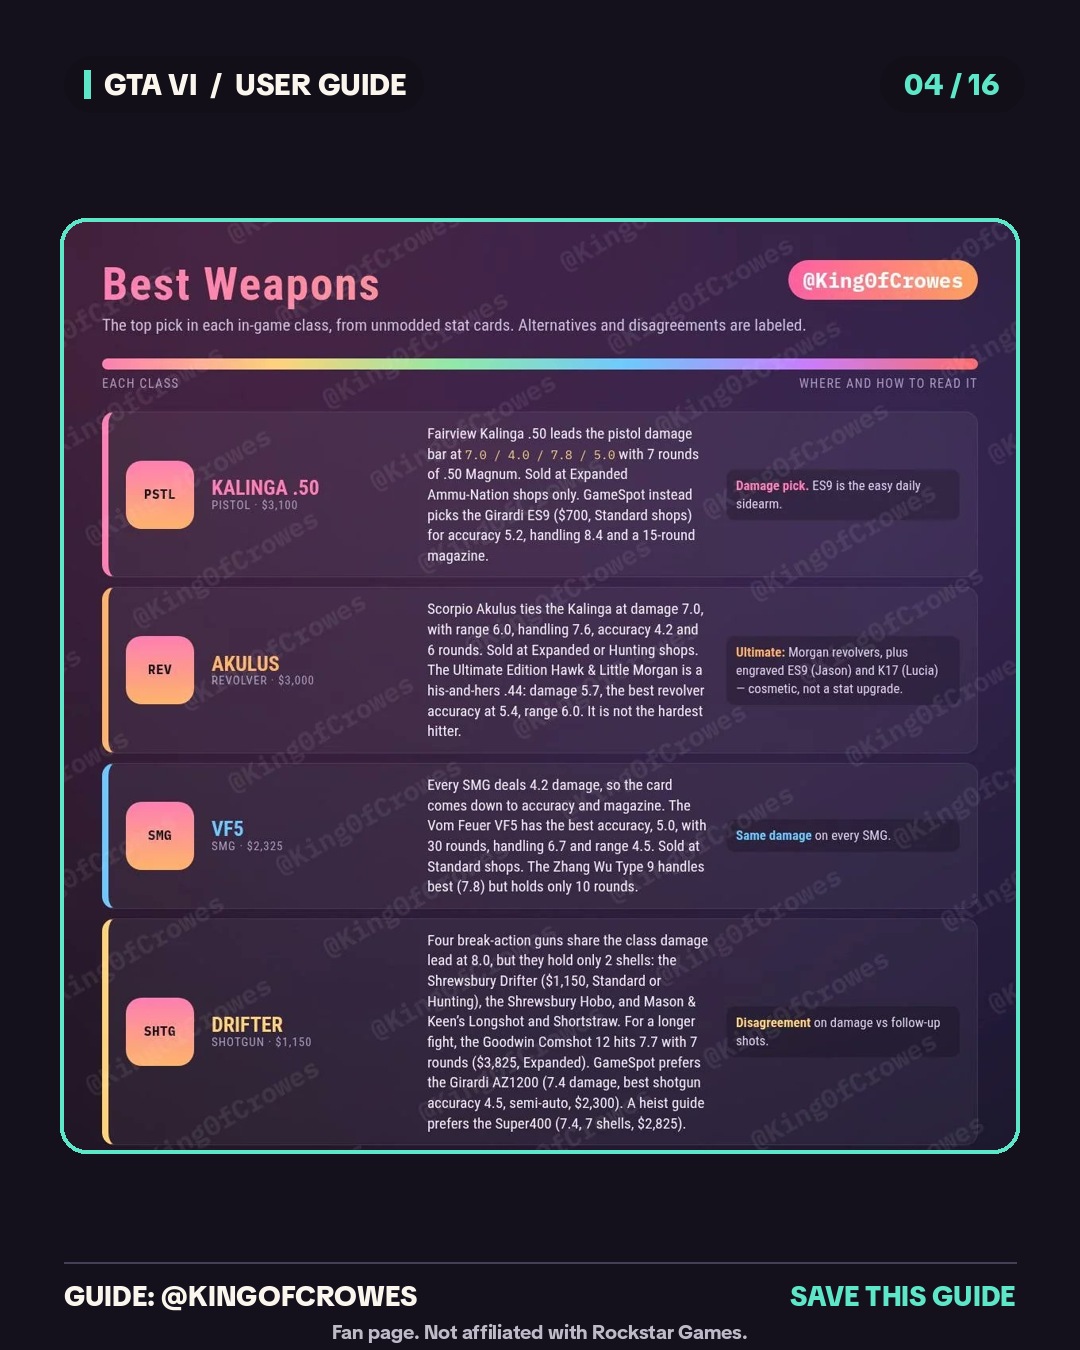 GTA VI / USER GUIDE
04 / 16
Best Weapons
@KingOfCrowes
The top pick in each in-game class, from unmodded stat cards. Alternatives and disagreements are labeled.
EACH CLASS
WHERE AND HOW TO READ IT
PSTL
KALINGA .50
PISTOL · $3,100
Fairview Kalinga .50 leads the pistol damage
bar at 7.0 / 4.0 / 7.8 / 5.0 with 7 rounds
of .50 Magnum. Sold at Expanded
Ammu-Nation shops only. GameSpot instead
picks the Girardi ES9 ($700, Standard shops)
for accuracy 5.2, handling 8.4 and a 15-round
magazine.
Damage pick. ES9 is the easy daily
sidearm.
REV
AKULUS
REVOLVER · $3,000
Scorpio Akulus ties the Kalinga at damage 7.0,
with range 6.0, handling 7.6, accuracy 4.2 and
6 rounds. Sold at Expanded or Hunting shops.
The Ultimate Edition Hawk & Little Morgan is a
his-and-hers .44: damage 5.7, the best revolver
accuracy at 5.4, range 6.0. It is not the hardest
hitter.
Ultimate: Morgan revolvers, plus
engraved ES9 (Jason) and K17 (Lucia)
— cosmetic, not a stat upgrade.
SMG
VF5
SMG · $2,325
Every SMG deals 4.2 damage, so the card
comes down to accuracy and magazine. The
Vom Feuer VF5 has the best accuracy, 5.0, with
30 rounds, handling 6.7 and range 4.5. Sold at
Standard shops. The Zhang Wu Type 9 handles
best (7.8) but holds only 10 rounds.
Same damage on every SMG.
SHTG
DRIFTER
SHOTGUN · $1,150
Four break-action guns share the class damage
lead at 8.0, but they hold only 2 shells: the
Shrewsbury Drifter ($1,150, Standard or
Hunting), the Shrewsbury Hobo, and Mason &
Keen's Longshot and Shortstraw. For a longer
fight, the Goodwin Comshot 12 hits 7.7 with 7
rounds ($3,825, Expanded). GameSpot prefers
the Girardi AZ1200 (7.4 damage, best shotgun
accuracy 4.5, semi-auto, $2,300). A heist guide
prefers the Super400 (7.4, 7 shells, $2,825).
Disagreement on damage vs follow-up
shots.
GUIDE: @KINGOFCROWES
SAVE THIS GUIDE
Fan page. Not affiliated with Rockstar Games.